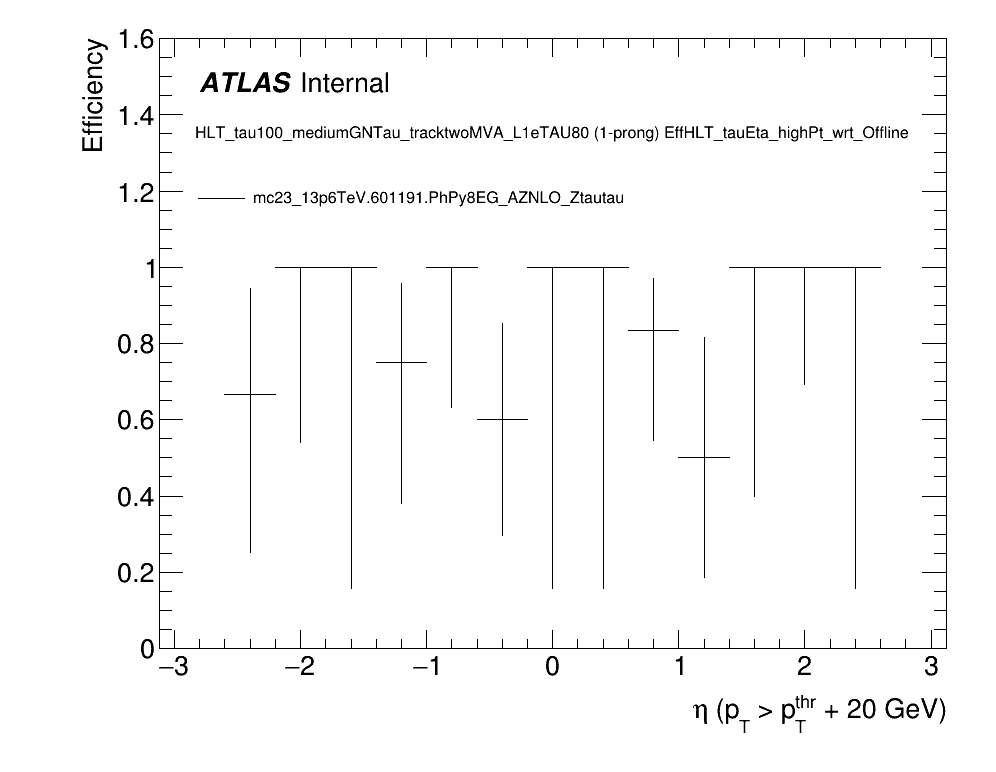 Efficiency
1.6
1.4
1.2
1
0.8
0.6
0.4
0.2
0
ATLAS Internal
HLT_tau100_mediumGNTau_tracktwoMVA_L1eTAU80 (1-prong) EffHLT_tauEta_highPt_wrt_Offline
mc23_13p6TeV.601191.PhPy8EG_AZNLO_Ztautau
−3 −2 −1 0 1 2 3
η (p_T > p_T^thr + 20 GeV)